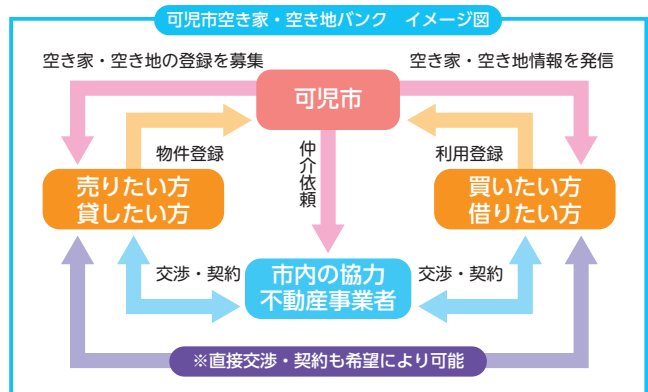 可児市空き家・空き地バンク　イメージ図
空き家・空き地の登録を募集
空き家・空き地情報を発信
可児市
物件登録
仲介依頼
利用登録
売りたい方
貸したい方
買いたい方
借りたい方
交渉・契約
市内の協力
不動産事業者
交渉・契約
※直接交渉・契約も希望により可能